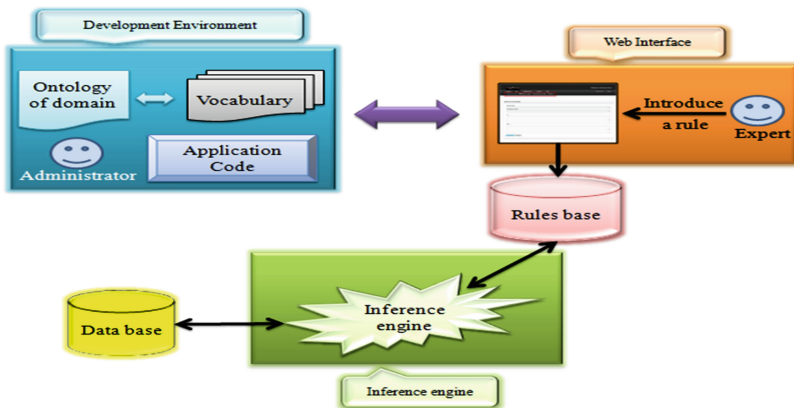 Development Environment
Web Interface
Ontology
of domain
Vocabulary
Administrator
Application
Code
Introduce
a rule
Expert
Rules base
Data base
Inference
engine
Inference engine